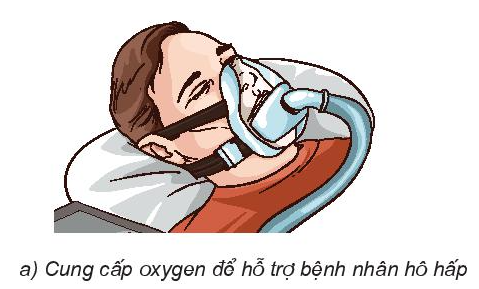 a) Cung cấp oxygen để hỗ trợ bệnh nhân hô hấp